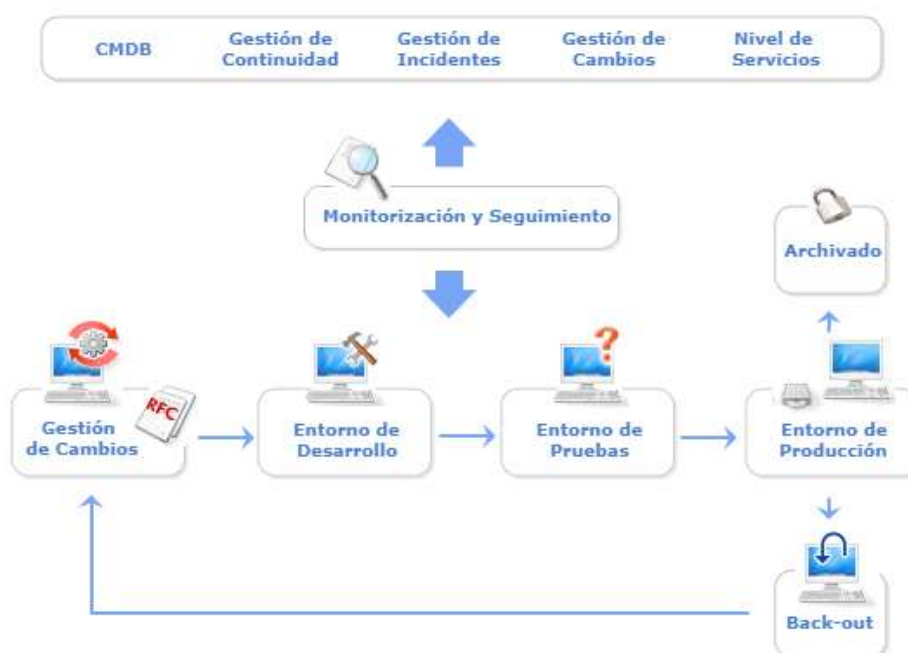 CMDB
Gestión de
Continuidad
Gestión de
Incidentes
Gestión de
Cambios
Nivel de
Servicios
Monitorización y Seguimiento
Archivado
RFC
Gestión
de Cambios
Entorno de
Desarrollo
?
Entorno de
Pruebas
Entorno de
Producción
Back-out